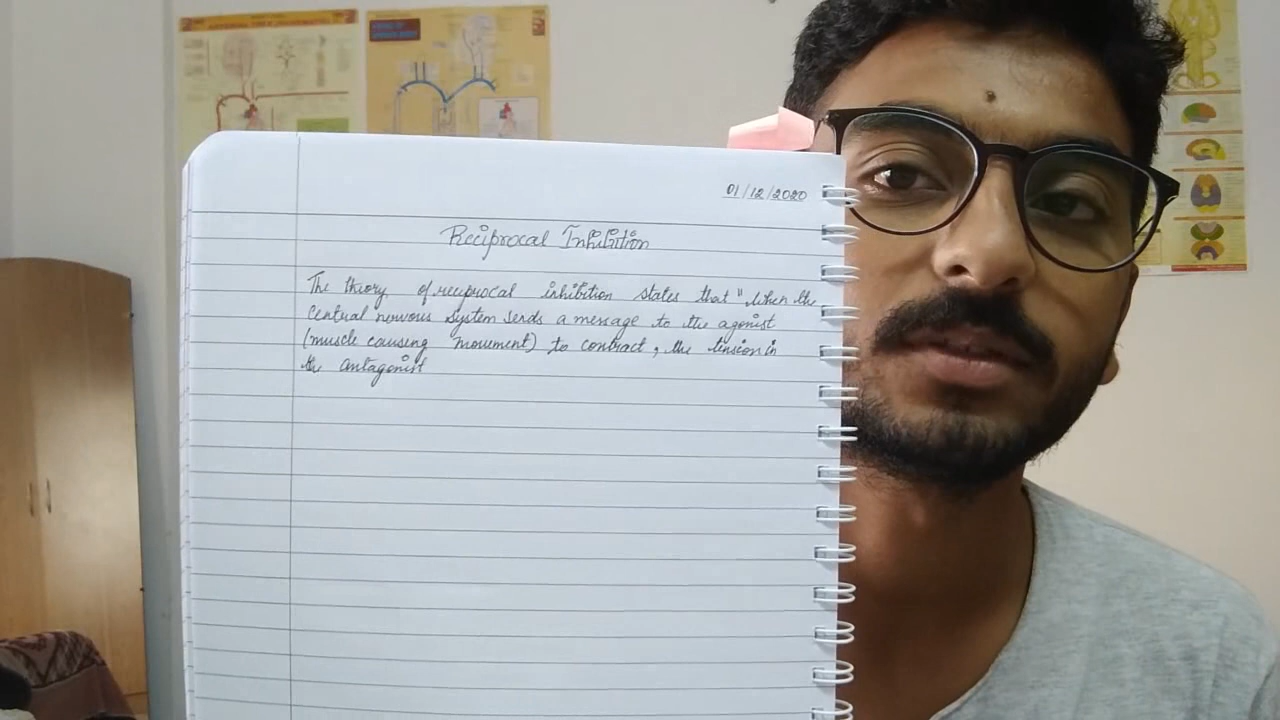 01/12/2020
Reciprocal Inhibition
The theory of reciprocal inhibition states that "When the
Central nervous system sends a message to the agonist
(muscle causing movement) to contract, the tension in
the antagonist